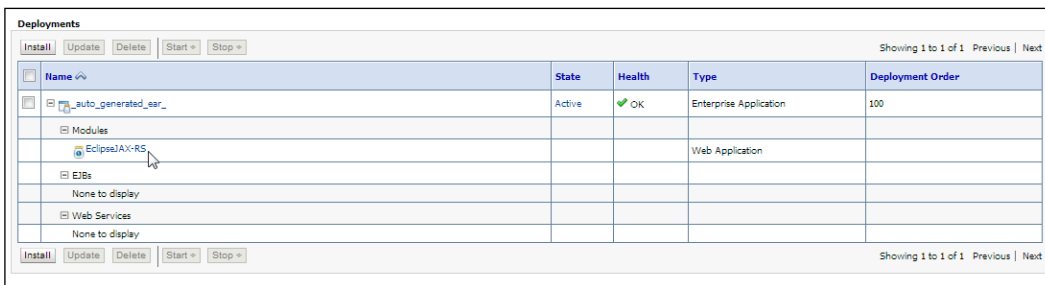 Deployments
Install Update Delete Start Stop Showing 1 to 1 of 1 Previous | Next
Name State Health Type Deployment Order
_auto_generated_ear_ Active OK Enterprise Application 100
Modules
EclipseJAX-RS Web Application
EJBs
None to display
Web Services
None to display
Install Update Delete Start Stop Showing 1 to 1 of 1 Previous | Next